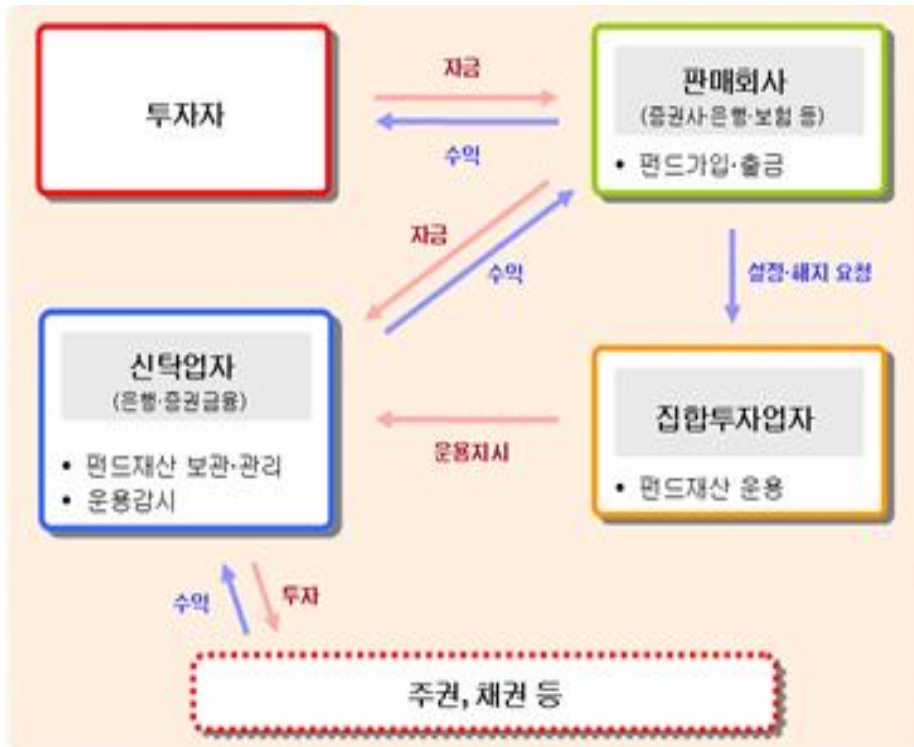 투자자
자금
수익
판매회사
(증권사·은행·보험 등)
• 펀드가입·출금
자금
수익
설정·해지 요청
신탁업자
(은행·증권금융)
• 펀드재산 보관·관리
• 운용감시
운용지시
집합투자업자
• 펀드재산 운용
수익
투자
주권, 채권 등